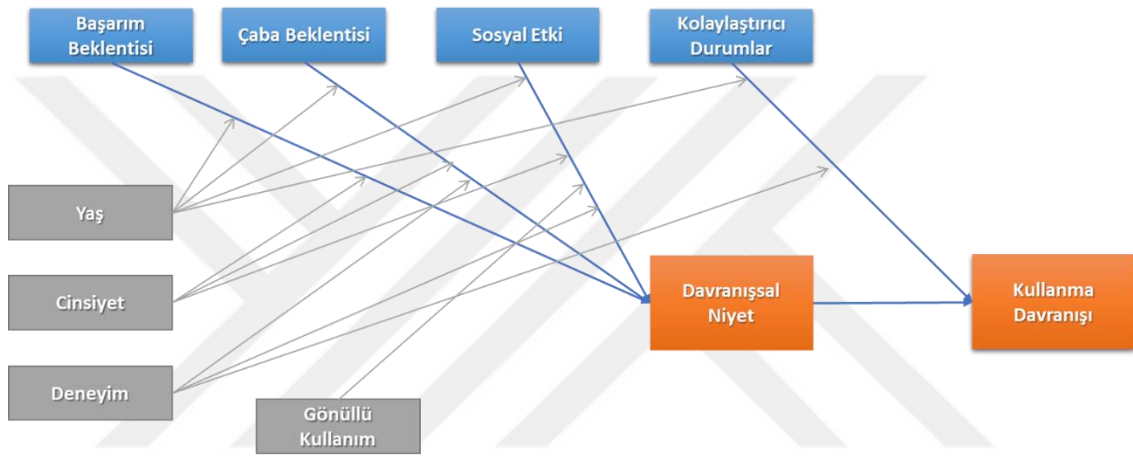 Başarım
Beklentisi
Çaba Beklentisi
Sosyal Etki
Kolaylaştırıcı
Durumlar
Yaş
Cinsiyet
Deneyim
Gönüllü
Kullanım
Davranışsal
Niyet
Kullanma
Davranışı